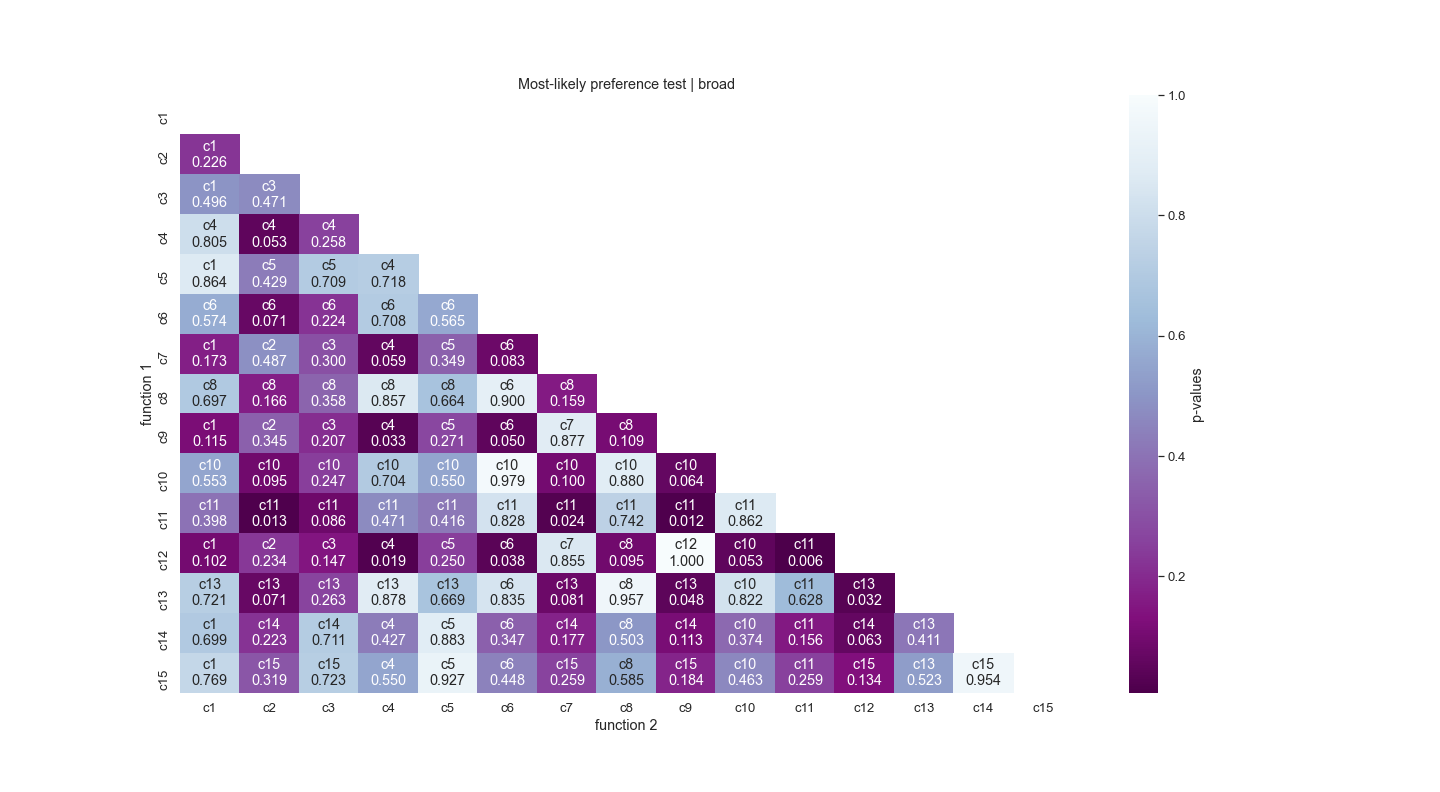 Most-likely preference test | broad
c1
c2
c1
0.226
c3
c1 c3
0.496 0.471
c4
c4 c4 c4
0.805 0.053 0.258
c5
c1 c5 c5 c4
0.864 0.429 0.709 0.718
c6
c6 c6 c6 c6 c6
0.574 0.071 0.224 0.708 0.565
c7
c1 c2 c3 c4 c5 c6
0.173 0.487 0.300 0.059 0.349 0.083
c8
c8 c8 c8 c8 c8 c6 c8
0.697 0.166 0.358 0.857 0.664 0.900 0.159
c9
c1 c2 c3 c4 c5 c6 c7 c8
0.115 0.345 0.207 0.033 0.271 0.050 0.877 0.109
c10
c10 c10 c10 c10 c10 c10 c10 c10 c10
0.553 0.095 0.247 0.704 0.550 0.979 0.100 0.880 0.064
c11
c11 c11 c11 c11 c11 c11 c11 c11 c11 c11
0.398 0.013 0.086 0.471 0.416 0.828 0.024 0.742 0.012 0.862
c12
c1 c2 c3 c4 c5 c6 c7 c8 c12 c10 c11
0.102 0.234 0.147 0.019 0.250 0.038 0.855 0.095 1.000 0.053 0.006
c13
c13 c13 c13 c13 c13 c6 c13 c8 c13 c10 c11 c13
0.721 0.071 0.263 0.878 0.669 0.835 0.081 0.957 0.048 0.822 0.628 0.032
c14
c1 c14 c14 c4 c5 c6 c14 c8 c14 c10 c11 c14 c13
0.699 0.223 0.711 0.427 0.883 0.347 0.177 0.503 0.113 0.374 0.156 0.063 0.411
c15
c1 c15 c15 c4 c5 c6 c15 c8 c15 c10 c11 c15 c13 c15
0.769 0.319 0.723 0.550 0.927 0.448 0.259 0.585 0.184 0.463 0.259 0.134 0.523 0.954
c1 c2 c3 c4 c5 c6 c7 c8 c9 c10 c11 c12 c13 c14 c15
function 2
function 1
1.0
0.8
0.6
0.4
0.2
p-values